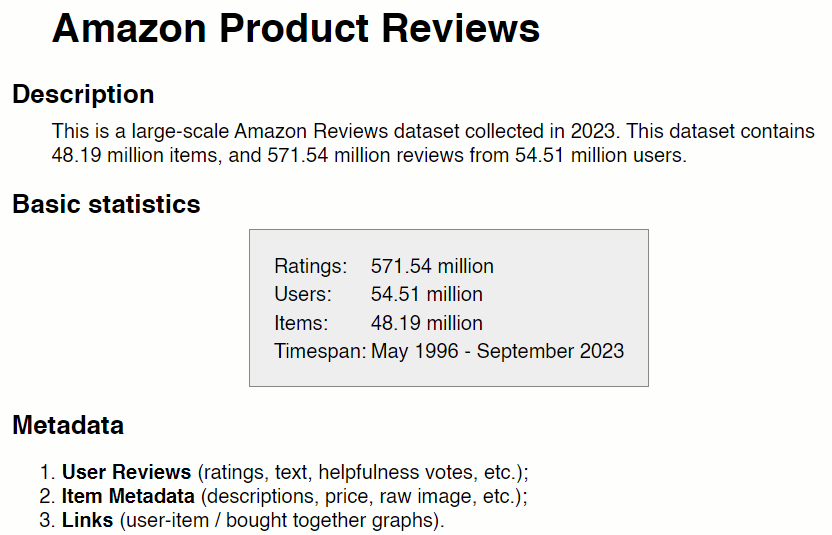 Amazon Product Reviews
Description
This is a large-scale Amazon Reviews dataset collected in 2023. This dataset contains
48.19 million items, and 571.54 million reviews from 54.51 million users.
Basic statistics
Ratings: 571.54 million
Users: 54.51 million
Items: 48.19 million
Timespan: May 1996 - September 2023
Metadata
1. User Reviews (ratings, text, helpfulness votes, etc.);
2. Item Metadata (descriptions, price, raw image, etc.);
3. Links (user-item / bought together graphs).